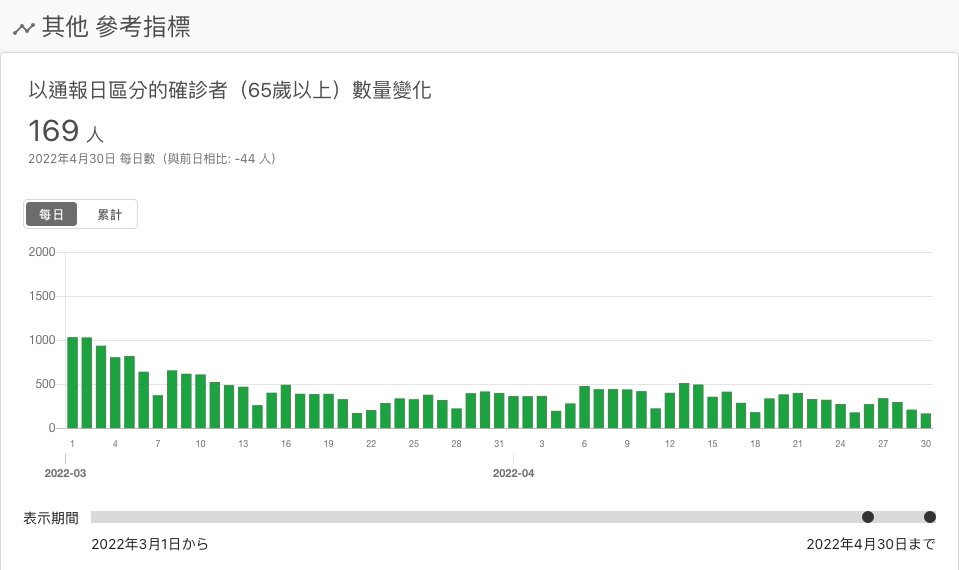 其他 參考指標
以通報日區分的確診者（65歲以上）數量變化
169 人
2022年4月30日 每日數（與前日相比: -44 人）
每日 累計
2000
1500
1000
500
0
1 4 7 10 13 16 19 22 25 28 31 3 6 9 12 15 18 21 24 27 30
2022-03 2022-04
表示期間
2022年3月1日から 2022年4月30日まで